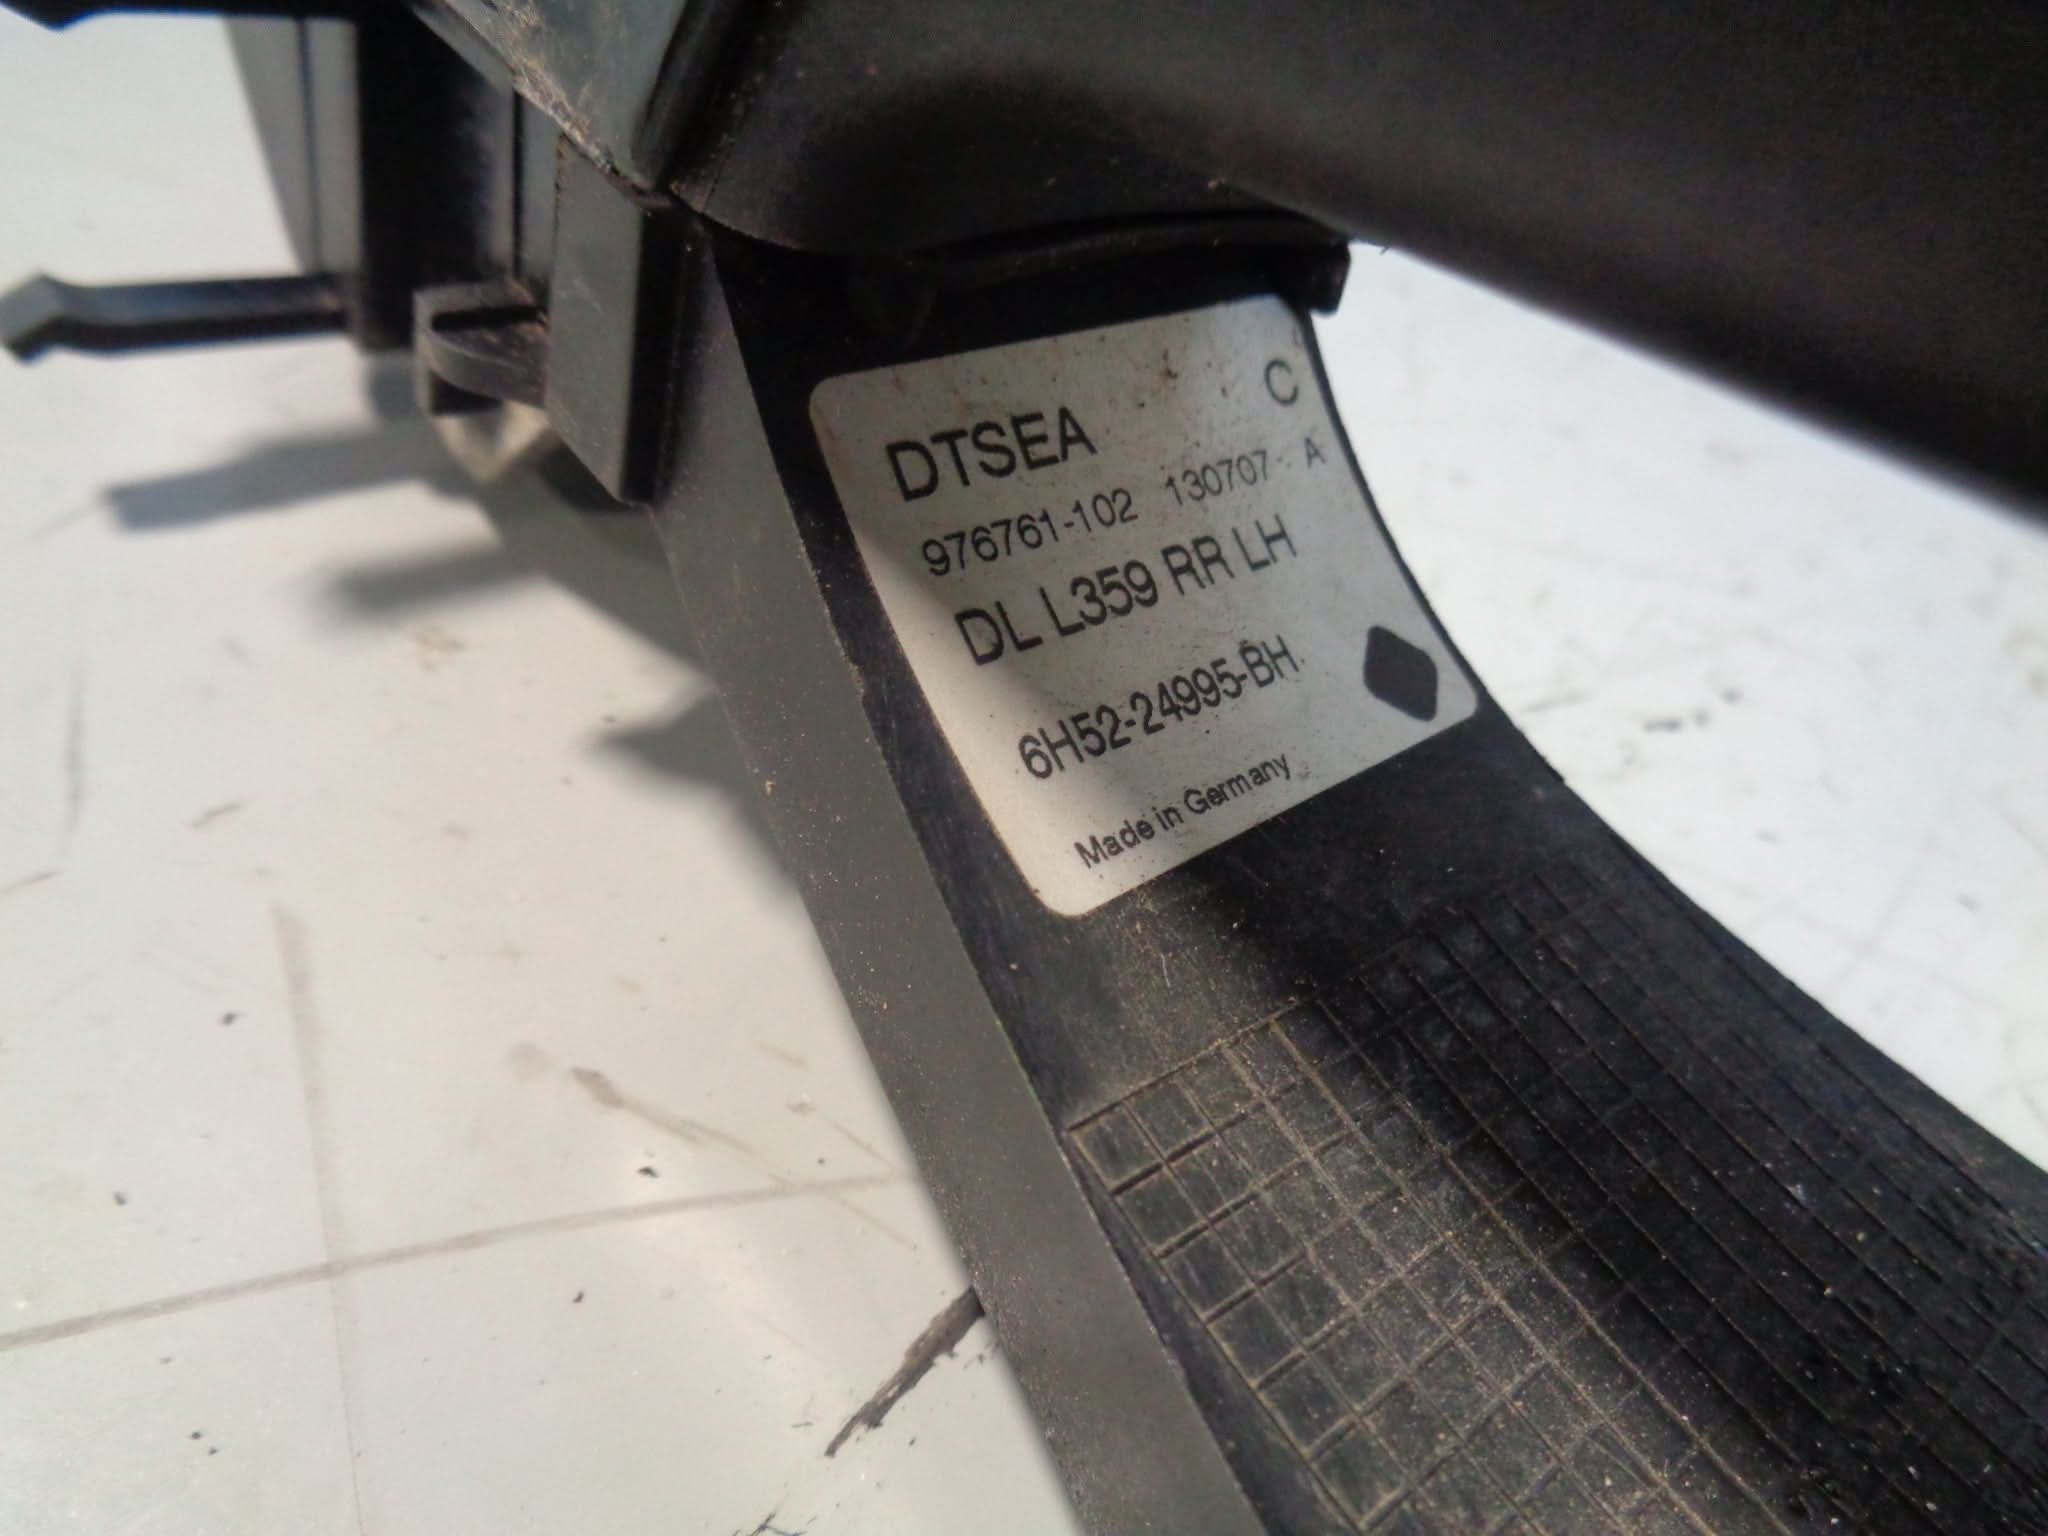 C
DTSEA
976761-102 130707- A
DL L359 RR LH
6H52-24995-BH
Made in Germany